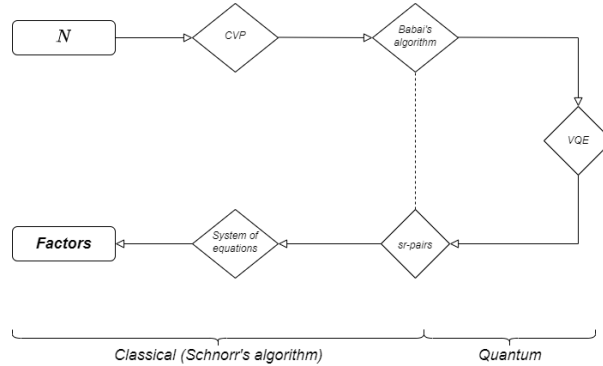 N
CVP
Babai's
algorithm
VQE
Factors
System of
equations
sr-pairs
Classical (Schnorr's algorithm)
Quantum